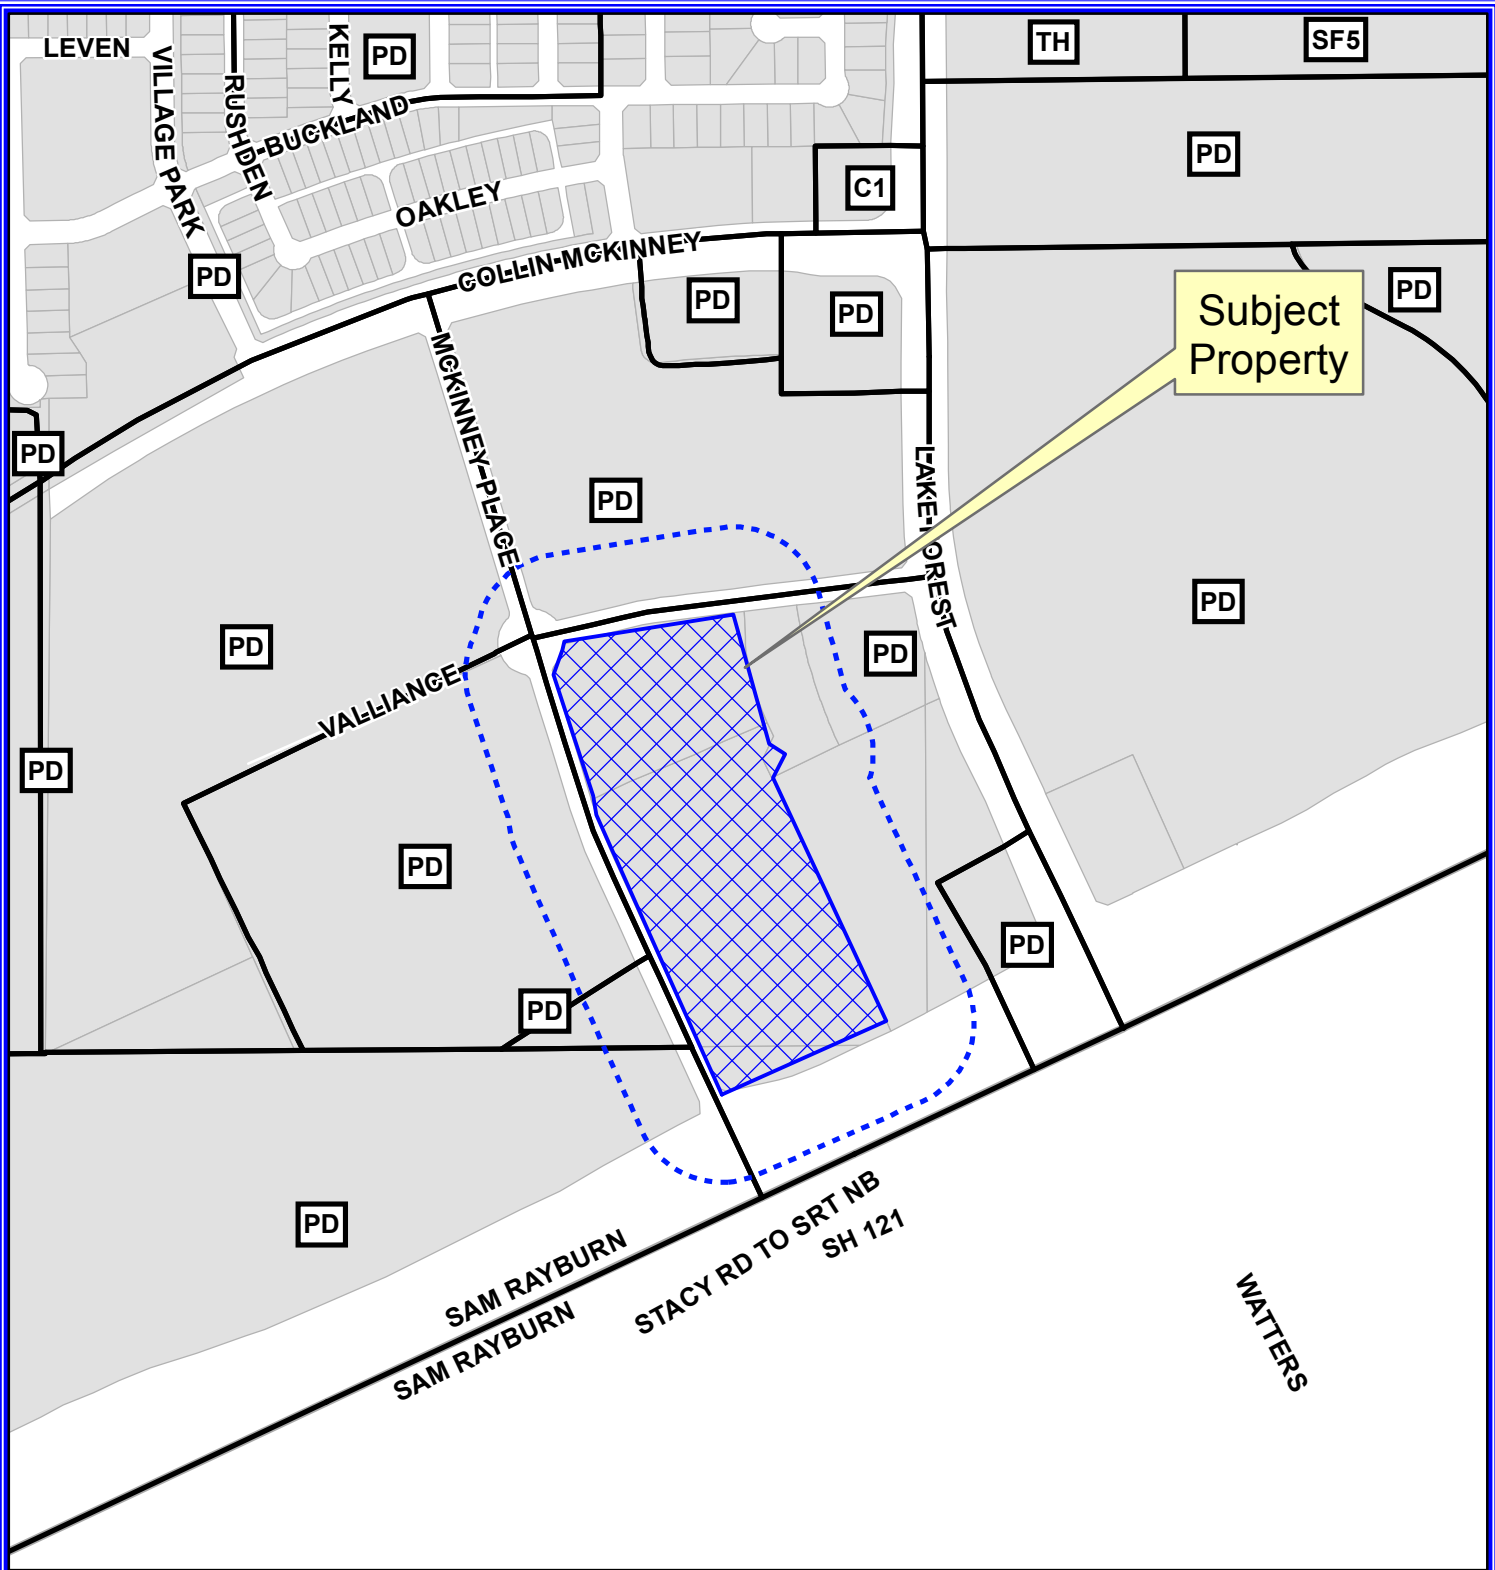 LEVEN
VILLAGE PARK
RUSHDEN
KELLY
PD
TH
SF5
BUCKLAND
PD
C1
OAKLEY
PD
COLLIN MCKINNEY
PD
PD
PD
Subject
Property
MCKINNEY PLACE
PD
PD
LAKE FOREST
PD
PD
PD
VALLIANCE
PD
PD
PD
PD
PD
SAM RAYBURN
SAM RAYBURN
STACY RD TO SRT NB
SH 121
WATTERS
PD